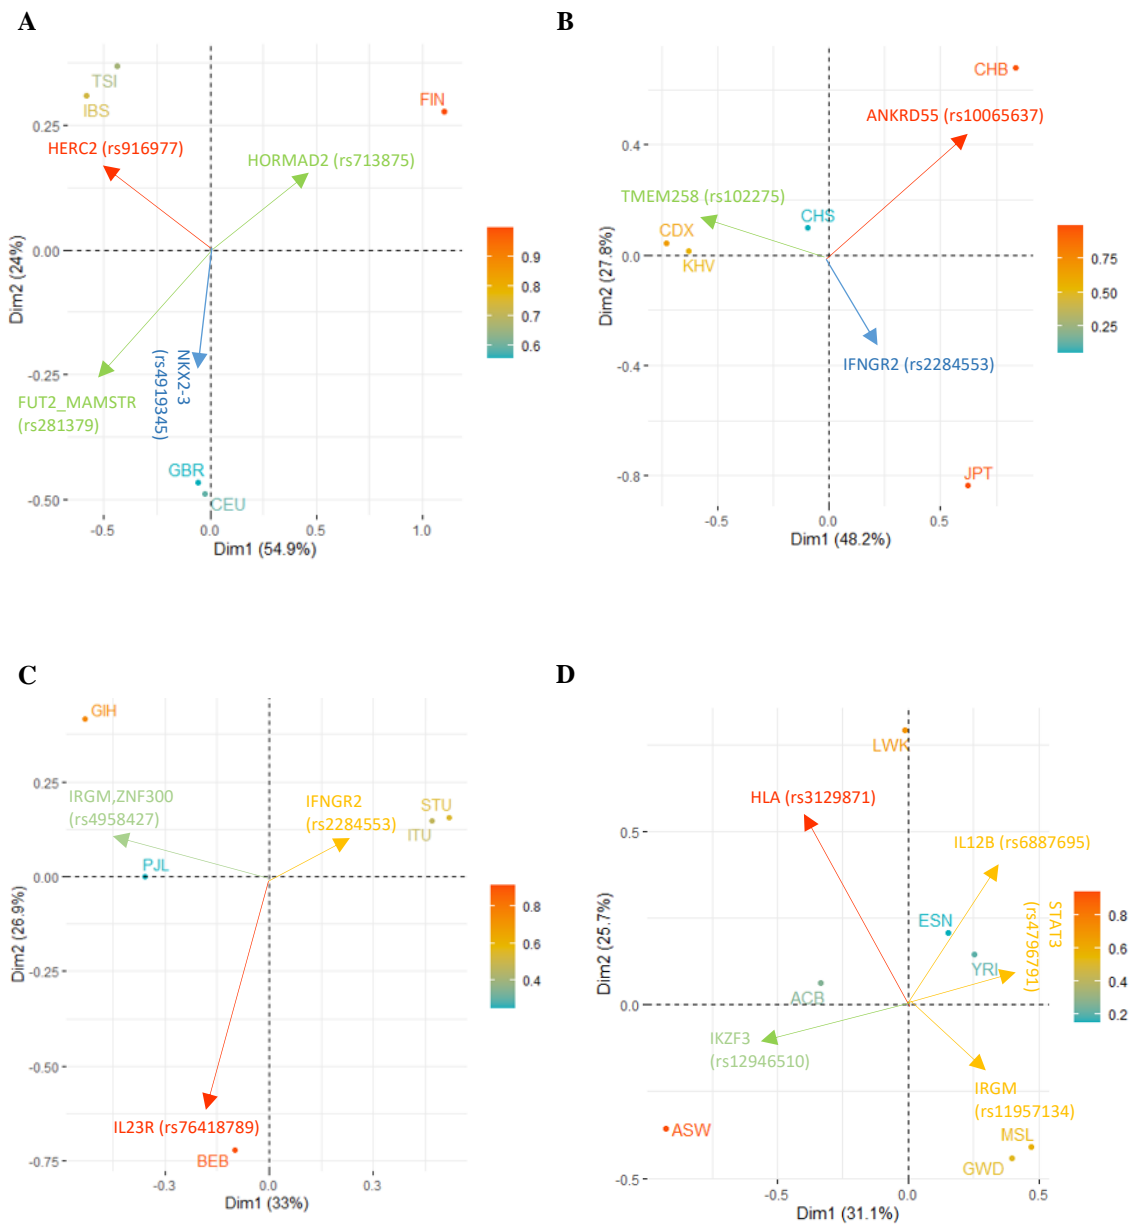 A
TSI
IBS
FIN
0.25
HERC2 (rs916977)
HORMAD2 (rs713875)
0.00
Dim2 (24%)
-0.25
NKX2-3
(rs4919345)
FUT2_MAMSTR
(rs281379)
GBR
CEU
-0.50
-0.5
0.0
0.5
1.0
Dim1 (54.9%)
0.9
0.8
0.7
0.6
B
CHB
ANKRD55 (rs10065637)
0.4
TMEM258 (rs102275)
CHS
CDX
KHV
0.0
Dim2 (27.8%)
IFNGR2 (rs2284553)
-0.4
JPT
-0.8
-0.5
0.0
0.5
Dim1 (48.2%)
0.75
0.50
0.25
C
GIH
0.25
IRGM,ZNF300
(rs4958427)
IFNGR2
(rs2284553)
STU
ITU
PJL
0.00
Dim2 (26.9%)
-0.25
-0.50
IL23R (rs76418789)
BEB
-0.75
-0.3
0.0
0.3
Dim1 (33%)
0.8
0.6
0.4
D
LWK
HLA (rs3129871)
0.5
IL12B (rs6887695)
STAT3
(rs4796791)
ESN
YRI
ACB
0.0
Dim2 (25.7%)
IKZF3
(rs12946510)
IRGM
(rs11957134)
ASW
MSL
GWD
-0.5
-0.5
0.0
0.5
Dim1 (31.1%)
0.8
0.6
0.4
0.2